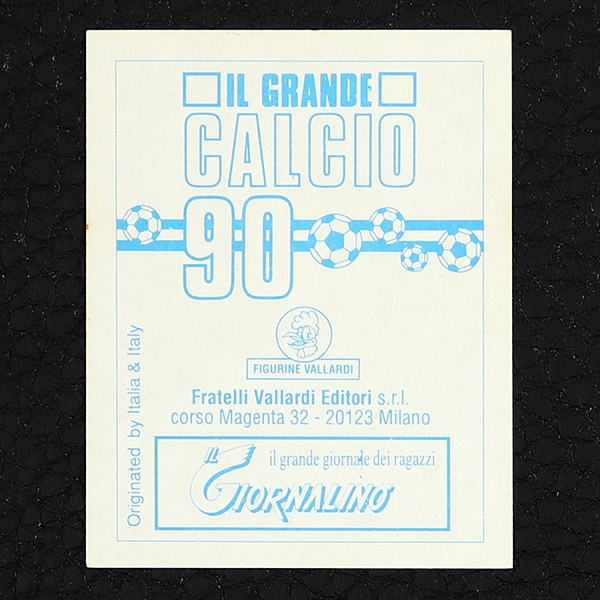 IL GRANDE
CALCIO
90
FIGURINE VALLARDI
Fratelli Vallardi Editori s.r.l.
corso Magenta 32 - 20123 Milano
Originated by Italia & Italy
IL
GIORNALINO
il grande giornale dei ragazzi